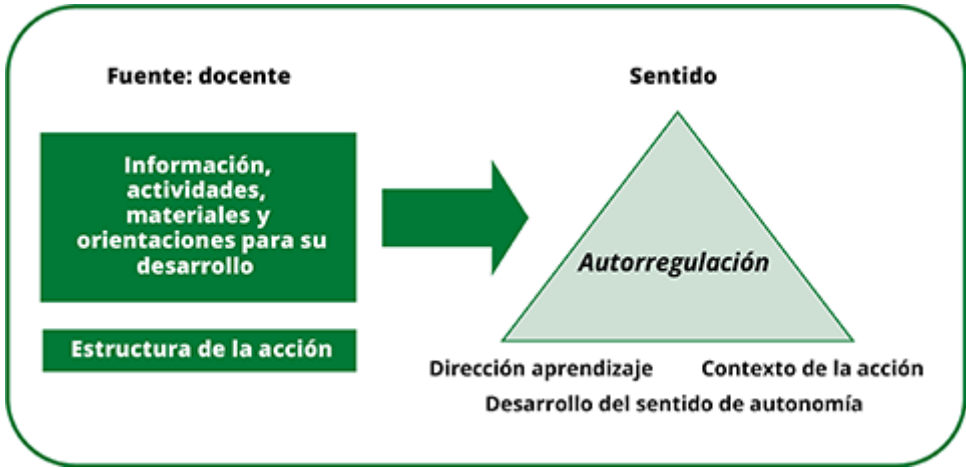 Fuente: docente
Información,
actividades,
materiales y
orientaciones para su
desarrollo
Estructura de la acción
Sentido
Autorregulación
Dirección aprendizaje
Contexto de la acción
Desarrollo del sentido de autonomía